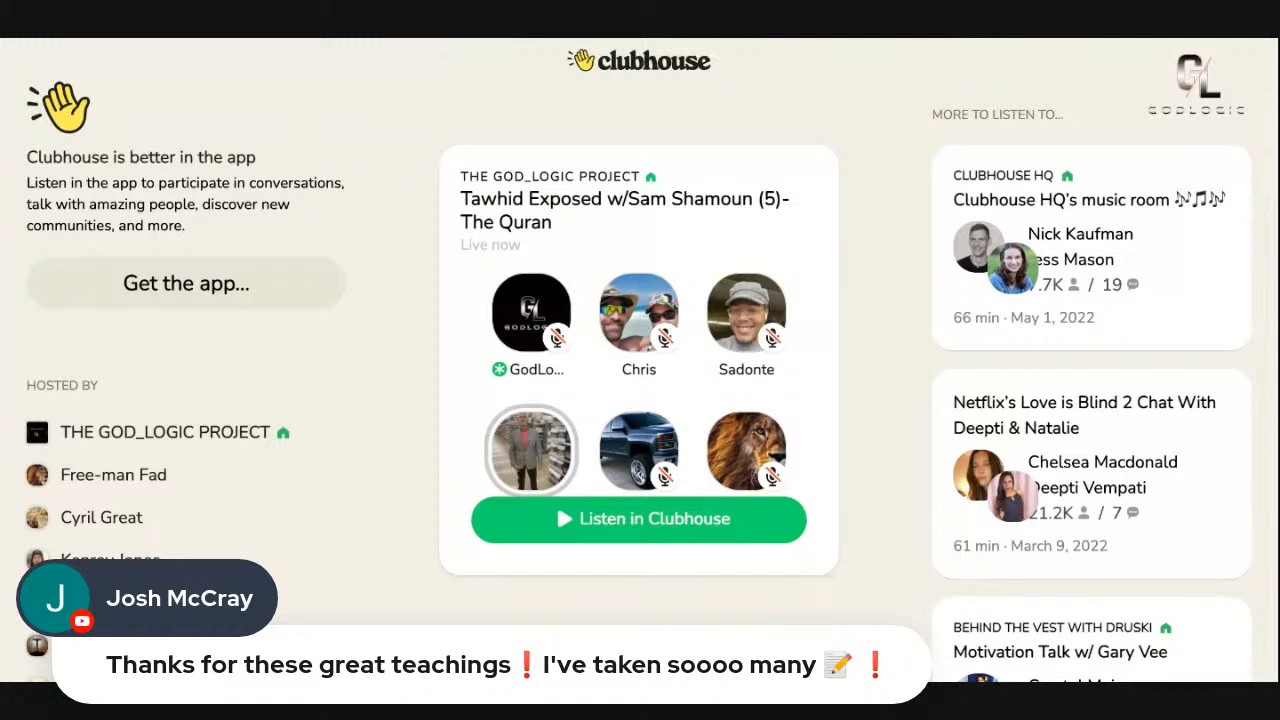 clubhouse
GL
GODLOGIC
Clubhouse is better in the app
Listen in the app to participate in conversations,
talk with amazing people, discover new
communities, and more.
Get the app...
HOSTED BY
THE GOD_LOGIC PROJECT
Free-man Fad
Cyril Great
THE GOD_LOGIC PROJECT
Tawhid Exposed w/Sam Shamoun (5)-
The Quran
Live now
GL
GodLo...
Chris
Sadonte
Listen in Clubhouse
MORE TO LISTEN TO...
CLUBHOUSE HQ
Clubhouse HQ's music room 🎶🎵🎶
Nick Kaufman
ess Mason
.7K / 19
66 min · May 1, 2022
Netflix's Love is Blind 2 Chat With
Deepti & Natalie
Chelsea Macdonald
Deepti Vempati
21.2K / 7
61 min · March 9, 2022
BEHIND THE VEST WITH DRUSKI
Motivation Talk w/ Gary Vee
J
Josh McCray
Thanks for these great teachings❗I've taken soooo many 📝 ❗